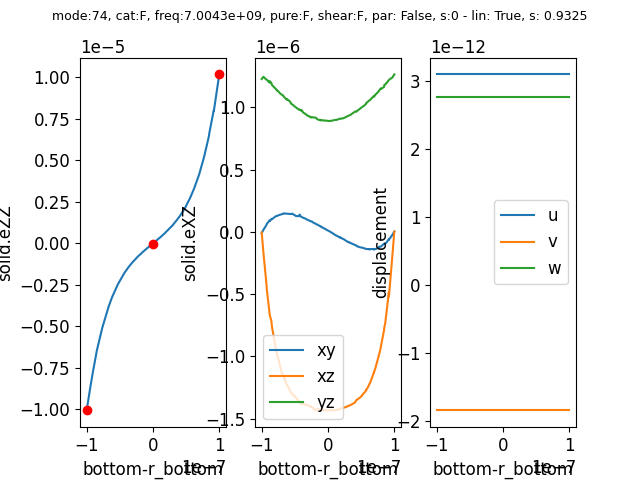 mode:74, cat:F, freq:7.0043e+09, pure:F, shear:F, par: False, s:0 - lin: True, s: 0.9325
1e−5
1e−6
1e−12
1.00
0.75
0.50
0.25
0.00
−0.25
−0.50
−0.75
−1.00
solid.eZZ
−1
0
1
1e−7
bottom-r_bottom
1.0
0.5
0.0
−0.5
−1.0
−1.5
solid.eXZ
xy
xz
yz
−1
0
1
1e−7
bottom-r_bottom
3
2
1
0
−1
−2
displacement
u
v
w
−1
0
1
1e−7
bottom-r_bottom